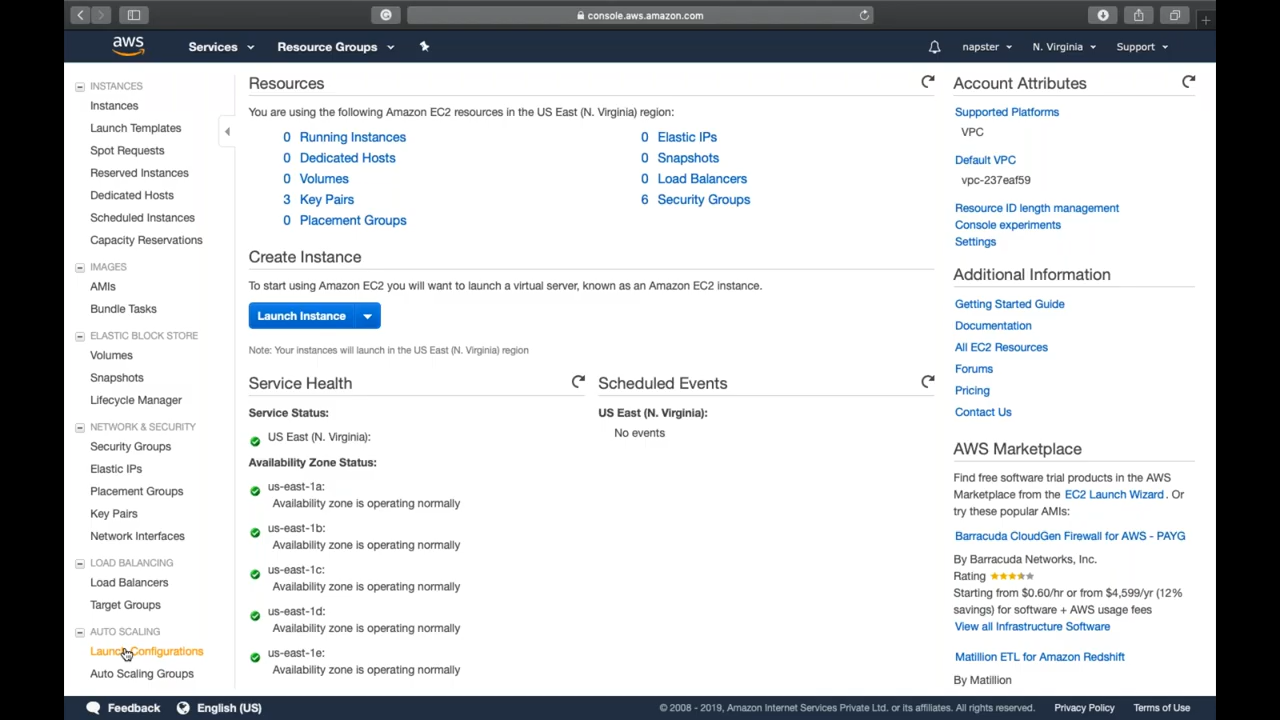 console.aws.amazon.com
aws
Services
Resource Groups
napster
N. Virginia
Support
INSTANCES
Instances
Launch Templates
Spot Requests
Reserved Instances
Dedicated Hosts
Scheduled Instances
Capacity Reservations
IMAGES
AMIs
Bundle Tasks
ELASTIC BLOCK STORE
Volumes
Snapshots
Lifecycle Manager
NETWORK & SECURITY
Security Groups
Elastic IPs
Placement Groups
Key Pairs
Network Interfaces
LOAD BALANCING
Load Balancers
Target Groups
AUTO SCALING
Launch Configurations
Auto Scaling Groups
Resources
You are using the following Amazon EC2 resources in the US East (N. Virginia) region:
0 Running Instances
0 Elastic IPs
0 Dedicated Hosts
0 Snapshots
0 Volumes
0 Load Balancers
3 Key Pairs
6 Security Groups
0 Placement Groups
Create Instance
To start using Amazon EC2 you will want to launch a virtual server, known as an Amazon EC2 instance.
Launch Instance
Note: Your instances will launch in the US East (N. Virginia) region
Service Health
Service Status:
US East (N. Virginia):
Availability Zone Status:
us-east-1a:
Availability zone is operating normally
us-east-1b:
Availability zone is operating normally
us-east-1c:
Availability zone is operating normally
us-east-1d:
Availability zone is operating normally
us-east-1e:
Availability zone is operating normally
Scheduled Events
US East (N. Virginia):
No events
Account Attributes
Supported Platforms
VPC
Default VPC
vpc-237eaf59
Resource ID length management
Console experiments
Settings
Additional Information
Getting Started Guide
Documentation
All EC2 Resources
Forums
Pricing
Contact Us
AWS Marketplace
Find free software trial products in the AWS
Marketplace from the EC2 Launch Wizard. Or
try these popular AMIs:
Barracuda CloudGen Firewall for AWS - PAYG
By Barracuda Networks, Inc.
Rating
Starting from $0.60/hr or from $4,599/yr (12%
savings) for software + AWS usage fees
View all Infrastructure Software
Matillion ETL for Amazon Redshift
By Matillion
Feedback
English (US)
© 2008 - 2019, Amazon Internet Services Private Ltd. or its affiliates. All rights reserved.
Privacy Policy
Terms of Use